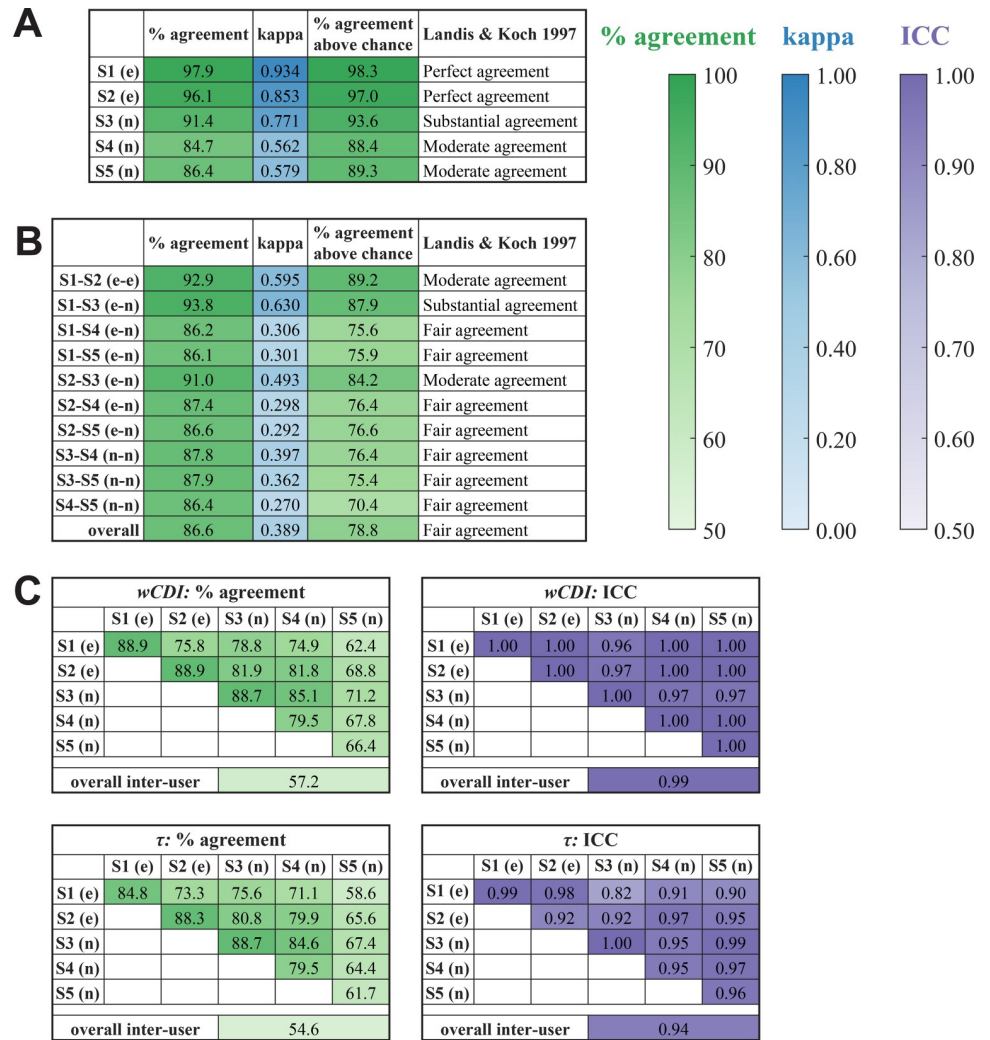 A
% agreement kappa % agreement above chance Landis & Koch 1997
S1 (e) 97.9 0.934 98.3 Perfect agreement
S2 (e) 96.1 0.853 97.0 Perfect agreement
S3 (n) 91.4 0.771 93.6 Substantial agreement
S4 (n) 84.7 0.562 88.4 Moderate agreement
S5 (n) 86.4 0.579 89.3 Moderate agreement
% agreement kappa ICC
100 1.00 1.00
90 0.80 0.90
80 0.60 0.80
70 0.40 0.70
60 0.20 0.60
50 0.00 0.50
B
% agreement kappa % agreement above chance Landis & Koch 1997
S1-S2 (e-e) 92.9 0.595 89.2 Moderate agreement
S1-S3 (e-n) 93.8 0.630 87.9 Substantial agreement
S1-S4 (e-n) 86.2 0.306 75.6 Fair agreement
S1-S5 (e-n) 86.1 0.301 75.9 Fair agreement
S2-S3 (e-n) 91.0 0.493 84.2 Moderate agreement
S2-S4 (e-n) 87.4 0.298 76.4 Fair agreement
S2-S5 (e-n) 86.6 0.292 76.6 Fair agreement
S3-S4 (n-n) 87.8 0.397 76.4 Fair agreement
S3-S5 (n-n) 87.9 0.362 75.4 Fair agreement
S4-S5 (n-n) 86.4 0.270 70.4 Fair agreement
overall 86.6 0.389 78.8 Fair agreement
C
wCDI: % agreement
S1 (e) S2 (e) S3 (n) S4 (n) S5 (n)
S1 (e) 88.9 75.8 78.8 74.9 62.4
S2 (e) 88.9 81.9 81.8 68.8
S3 (n) 88.7 85.1 71.2
S4 (n) 79.5 67.8
S5 (n) 66.4
overall inter-user 57.2
wCDI: ICC
S1 (e) S2 (e) S3 (n) S4 (n) S5 (n)
S1 (e) 1.00 1.00 0.96 1.00 1.00
S2 (e) 1.00 0.97 1.00 1.00
S3 (n) 1.00 0.97 0.97
S4 (n) 1.00 1.00
S5 (n) 1.00
overall inter-user 0.99
τ: % agreement
S1 (e) S2 (e) S3 (n) S4 (n) S5 (n)
S1 (e) 84.8 73.3 75.6 71.1 58.6
S2 (e) 88.3 80.8 79.9 65.6
S3 (n) 88.7 84.6 67.4
S4 (n) 79.5 64.4
S5 (n) 61.7
overall inter-user 54.6
τ: ICC
S1 (e) S2 (e) S3 (n) S4 (n) S5 (n)
S1 (e) 0.99 0.98 0.82 0.91 0.90
S2 (e) 0.92 0.92 0.97 0.95
S3 (n) 1.00 0.95 0.99
S4 (n) 0.95 0.97
S5 (n) 0.96
overall inter-user 0.94